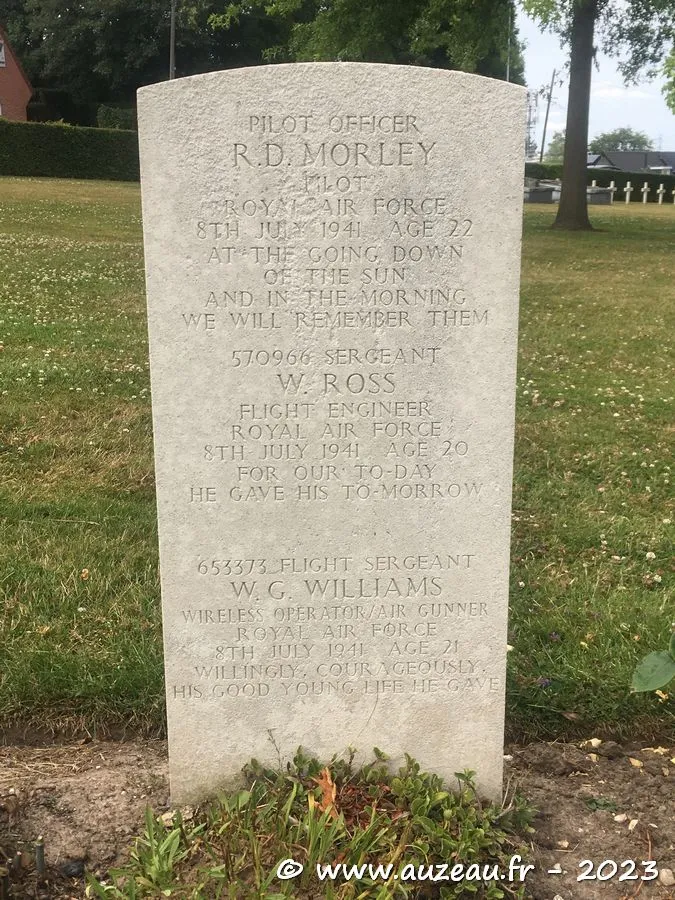 PILOT OFFICER
R.D. MORLEY
PILOT
ROYAL AIR FORCE
8TH JULY 1941 AGE 22
AT THE GOING DOWN
OF THE SUN
AND IN THE MORNING
WE WILL REMEMBER THEM
570966 SERGEANT
W. ROSS
FLIGHT ENGINEER
ROYAL AIR FORCE
8TH JULY 1941 AGE 20
FOR OUR TO-DAY
HE GAVE HIS TO-MORROW
653373 FLIGHT SERGEANT
W. G. WILLIAMS
WIRELESS OPERATOR/AIR GUNNER
ROYAL AIR FORCE
8TH JULY 1941 AGE 21
WILLINGLY, COURAGEOUSLY,
HIS GOOD YOUNG LIFE HE GAVE
© www.auzeau.fr - 2023